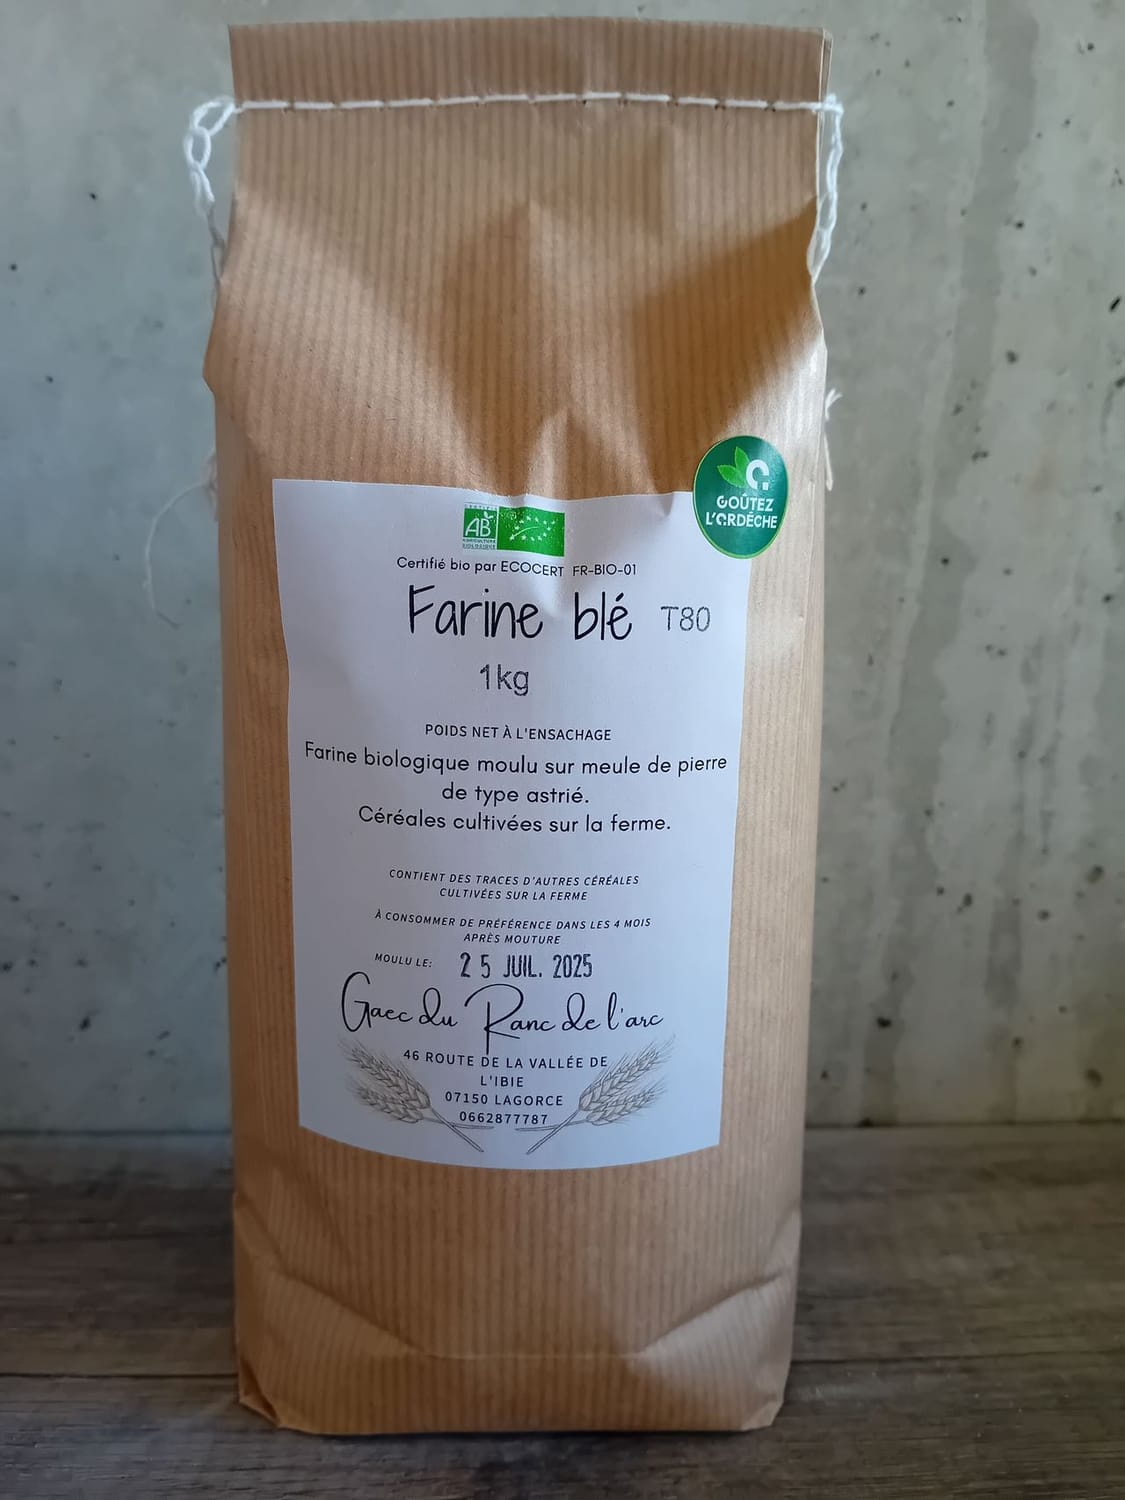 CERTIFIÉ
AB
AGRICULTURE
BIOLOGIQUE
GOÛTEZ
L'ARDÈCHE
Certifié bio par ECOCERT FR-BIO-01
Farine blé T80
1kg
POIDS NET À L'ENSACHAGE
Farine biologique moulu sur meule de pierre
de type astrié.
Céréales cultivées sur la ferme.
CONTIENT DES TRACES D'AUTRES CÉRÉALES
CULTIVÉES SUR LA FERME
À CONSOMMER DE PRÉFÉRENCE DANS LES 4 MOIS
APRÈS MOUTURE
MOULU LE: 25 JUIL. 2025
Gaec du Ranc de l'arc
46 ROUTE DE LA VALLÉE DE
L'IBIE
07150 LAGORCE
0662877787